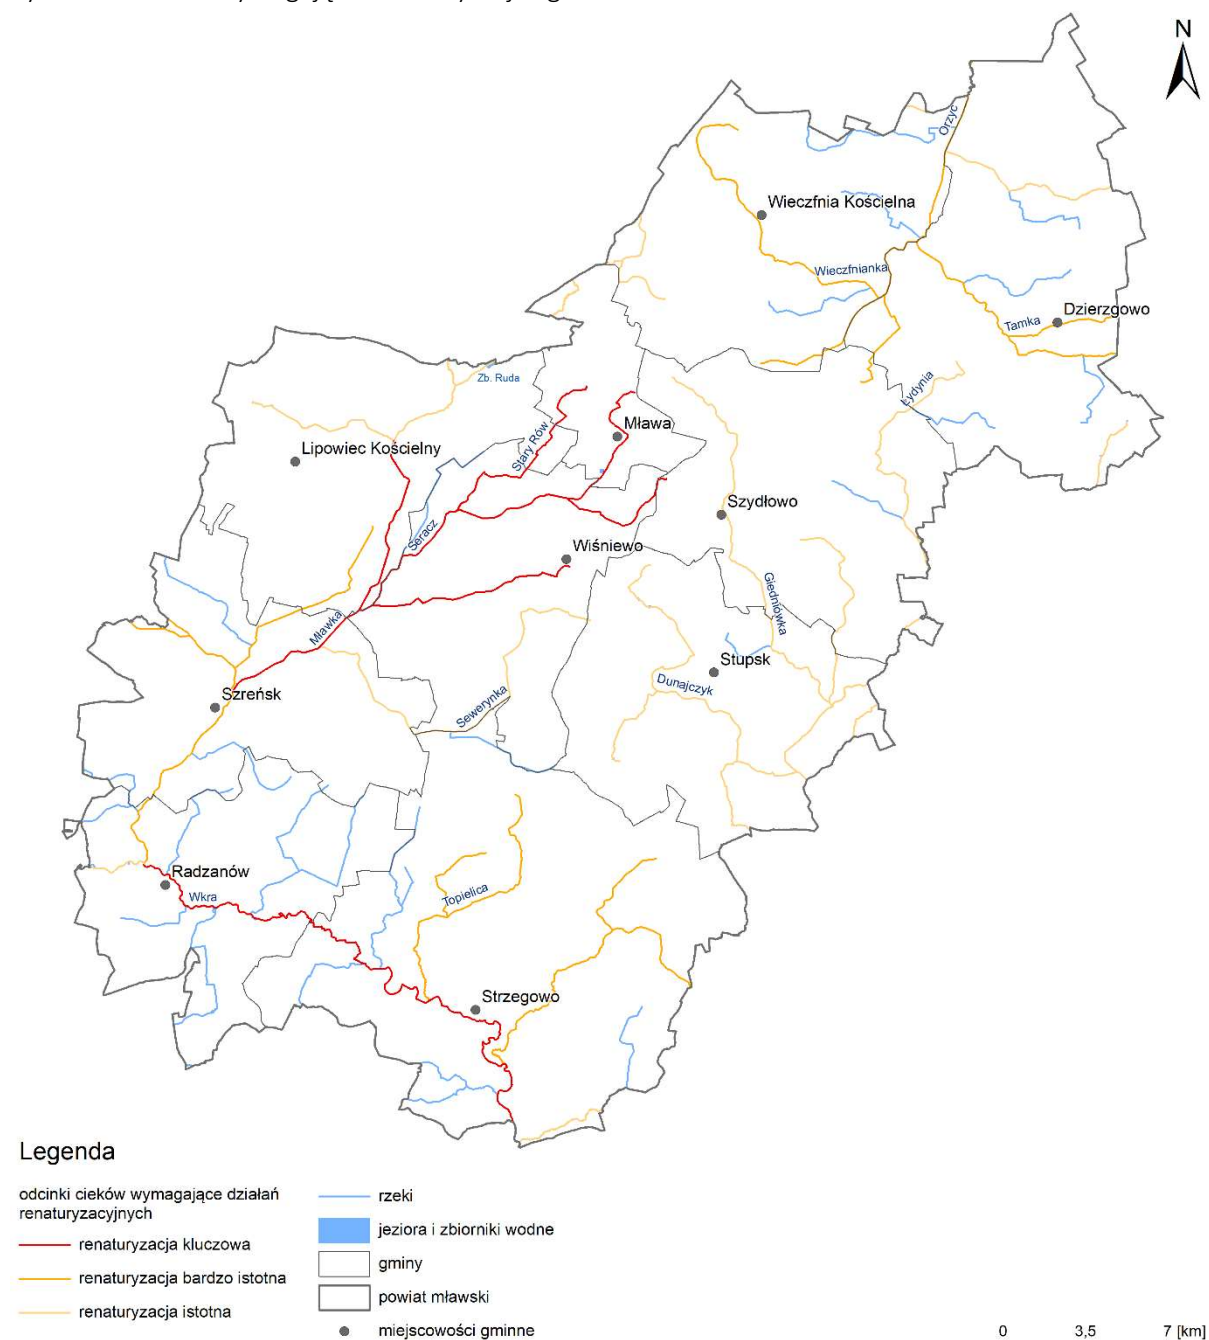 N
Orzyc
Wieczfnia Kościelna
Wieczfnianka
Dzierzgowo
Tamka
Zb. Ruda
Łydynia
Mława
Stary Rów
Lipowiec Kościelny
Szydłowo
Seracz
Wiśniewo
Giedniówka
Mławka
Stupsk
Dunajczyk
Szreńsk
Sewerynka
Radzanów
Wkra
Topielica
Strzegowo
Legenda
odcinki cieków wymagające działań
renaturyzacyjnych
renaturyzacja kluczowa
renaturyzacja bardzo istotna
renaturyzacja istotna
rzeki
jeziora i zbiorniki wodne
gminy
powiat mławski
miejscowości gminne
0 3,5 7 [km]